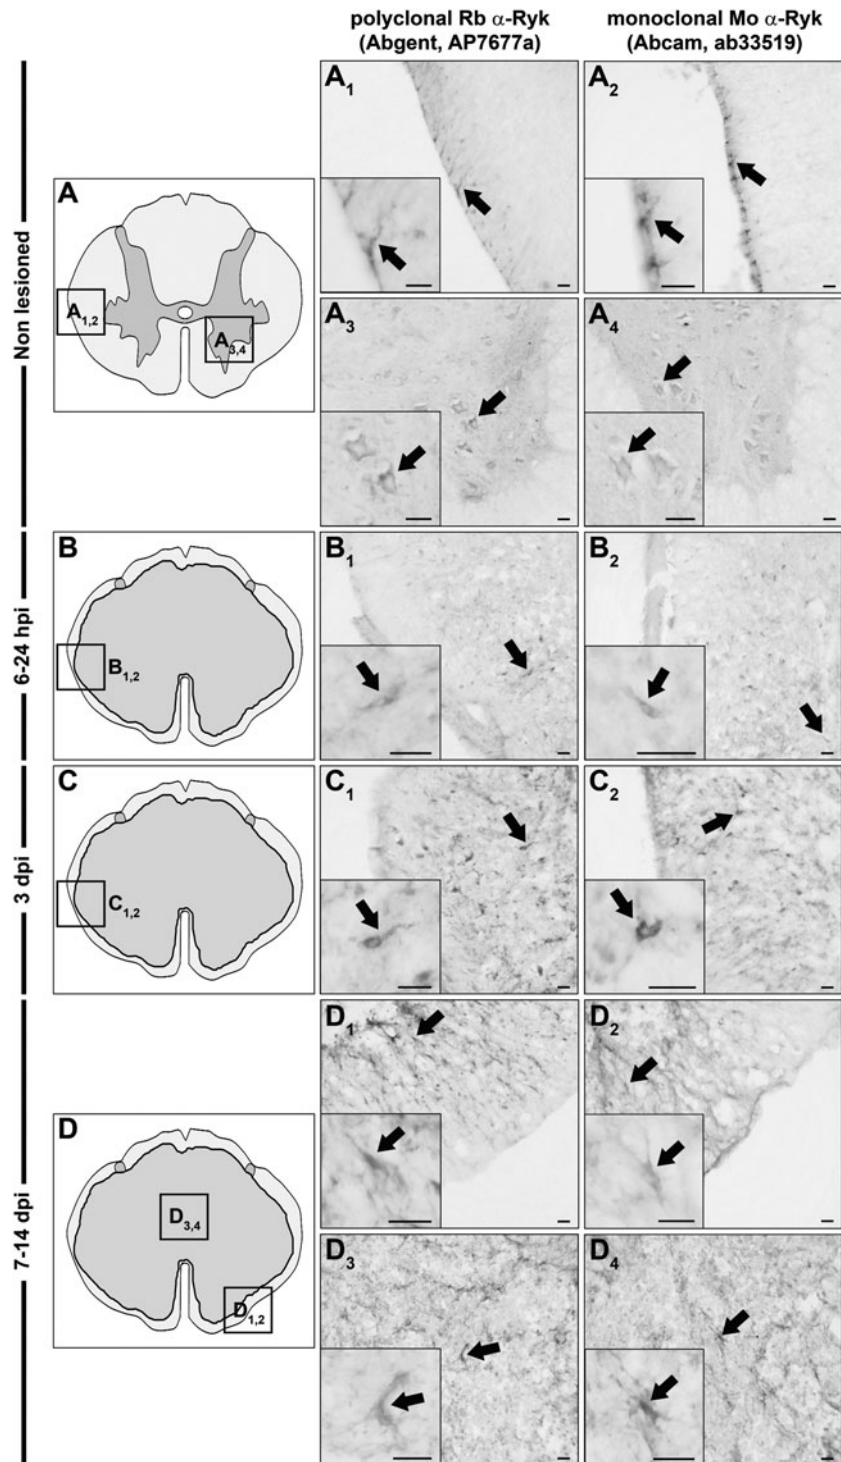 polyclonal Rb α-Ryk
(Abgent, AP7677a)
monoclonal Mo α-Ryk
(Abcam, ab33519)
Non lesioned
A
A1,2
A3,4
A1
A2
A3
A4
6-24 hpi
B
B1,2
B1
B2
3 dpi
C
C1,2
C1
C2
7-14 dpi
D
D3,4
D1,2
D1
D2
D3
D4